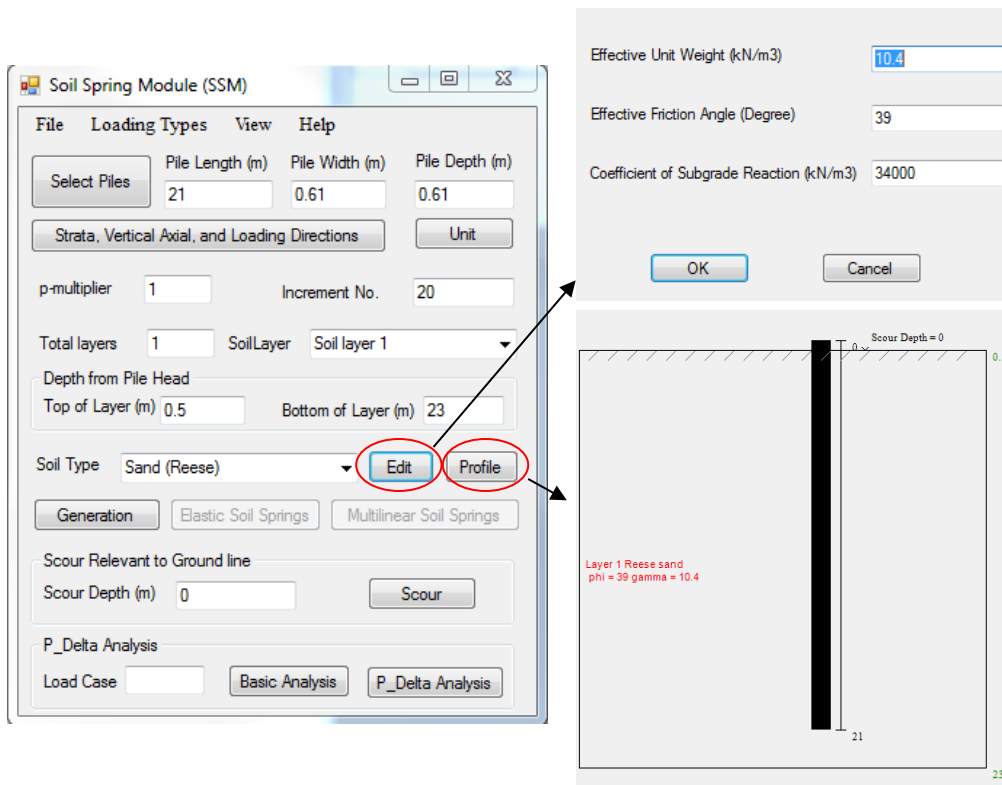 Soil Spring Module (SSM)
File Loading Types View Help
Select Piles
Pile Length (m) Pile Width (m) Pile Depth (m)
21 0.61 0.61
Strata, Vertical Axial, and Loading Directions Unit
p-multiplier 1 Increment No. 20
Total layers 1 SoilLayer Soil layer 1
Depth from Pile Head
Top of Layer (m) 0.5 Bottom of Layer (m) 23
Soil Type Sand (Reese) Edit Profile
Generation Elastic Soil Springs Multilinear Soil Springs
Scour Relevant to Ground line
Scour Depth (m) 0 Scour
P_Delta Analysis
Load Case Basic Analysis P_Delta Analysis
Effective Unit Weight (kN/m3) 10.4
Effective Friction Angle (Degree) 39
Coefficient of Subgrade Reaction (kN/m3) 34000
OK Cancel
Scour Depth = 0
0
0.
Layer 1 Reese sand
phi = 39 gamma = 10.4
21
23